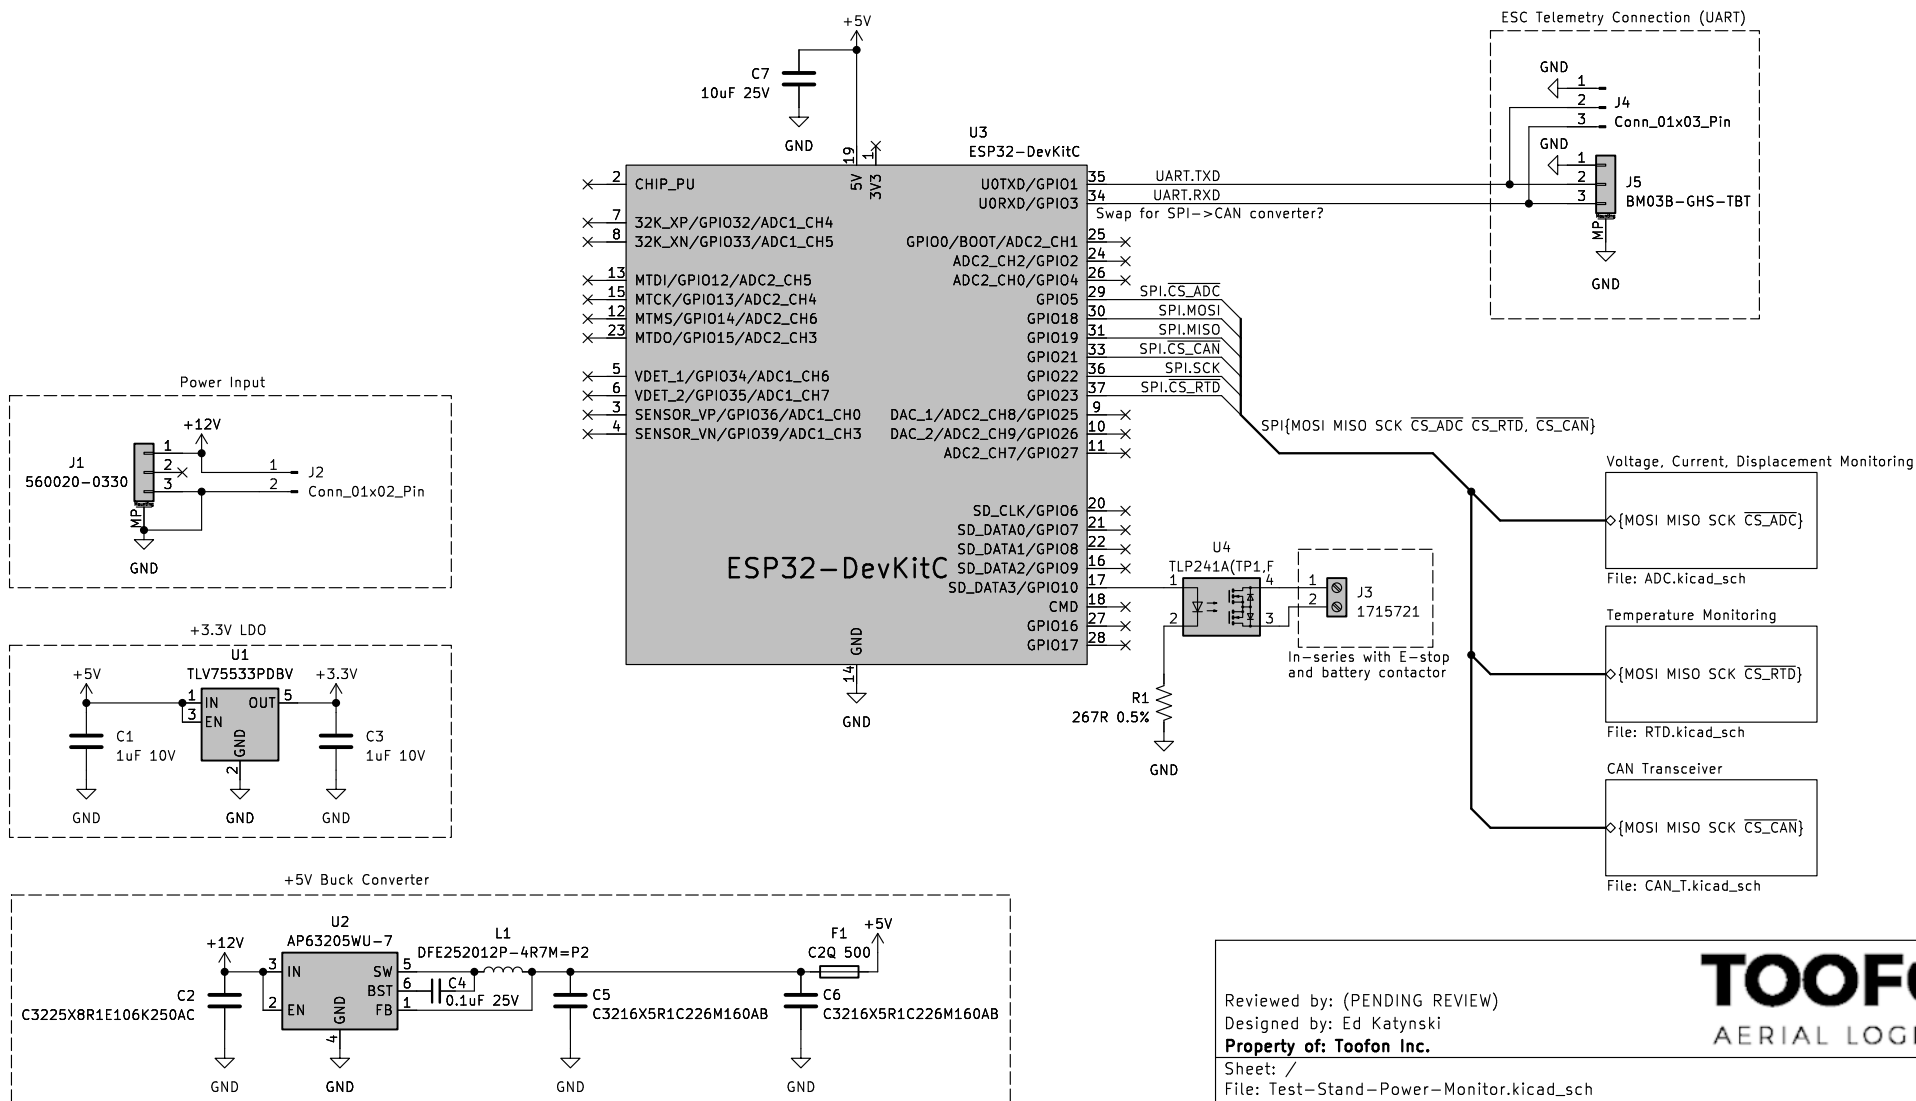 +5V
C7
10uF 25V
GND
U3
ESP32-DevKitC
19
1
5V
3V3
2 CHIP_PU
7 32K_XP/GPIO32/ADC1_CH4
8 32K_XN/GPIO33/ADC1_CH5
13 MTDI/GPIO12/ADC2_CH5
15 MTCK/GPIO13/ADC2_CH4
12 MTMS/GPIO14/ADC2_CH6
23 MTDO/GPIO15/ADC2_CH3
5 VDET_1/GPIO34/ADC1_CH6
6 VDET_2/GPIO35/ADC1_CH7
3 SENSOR_VP/GPIO36/ADC1_CH0
4 SENSOR_VN/GPIO39/ADC1_CH3
U0TXD/GPIO1 35 UART.TXD
U0RXD/GPIO3 34 UART.RXD
Swap for SPI->CAN converter?
GPIO0/BOOT/ADC2_CH1 25
ADC2_CH2/GPIO2 24
ADC2_CH0/GPIO4 26
GPIO5 29 SPI.CS_ADC
GPIO18 30 SPI.MOSI
GPIO19 31 SPI.MISO
GPIO21 33 SPI.CS_CAN
GPIO22 36 SPI.SCK
GPIO23 37 SPI.CS_RTD
DAC_1/ADC2_CH8/GPIO25 9
DAC_2/ADC2_CH9/GPIO26 10
ADC2_CH7/GPIO27 11
SD_CLK/GPIO6 20
SD_DATA0/GPIO7 21
SD_DATA1/GPIO8 22
SD_DATA2/GPIO9 16
SD_DATA3/GPIO10 17
CMD 18
GPIO16 27
GPIO17 28
ESP32-DevKitC
GND
14
GND
SPI{MOSI MISO SCK CS_ADC CS_RTD, CS_CAN}
ESC Telemetry Connection (UART)
GND
1
2
3
J4
Conn_01x03_Pin
GND
1
2
3
J5
BM03B-GHS-TBT
MP
GND
U4
TLP241A(TP1,F
1
2
4
3
1
2
J3
1715721
In-series with E-stop
and battery contactor
R1
267R 0.5%
GND
Voltage, Current, Displacement Monitoring
{MOSI MISO SCK CS_ADC}
File: ADC.kicad_sch
Temperature Monitoring
{MOSI MISO SCK CS_RTD}
File: RTD.kicad_sch
CAN Transceiver
{MOSI MISO SCK CS_CAN}
File: CAN_T.kicad_sch
Power Input
+12V
J1
560020-0330
1
2
3
MP
GND
1
2
J2
Conn_01x02_Pin
+3.3V LDO
U1
TLV75533PDBV
+5V
+3.3V
1 IN
3 EN
OUT 5
GND
2
C1
1uF 10V
C3
1uF 10V
GND
GND
GND
+5V Buck Converter
U2
AP63205WU-7
+12V
3 IN
2 EN
SW 5
BST 6
FB 1
GND
4
L1
DFE252012P-4R7M=P2
C4
0.1uF 25V
F1
C2Q 500
+5V
C2
C3225X8R1E106K250AC
C5
C3216X5R1C226M160AB
C6
C3216X5R1C226M160AB
GND
GND
GND
GND
Reviewed by: (PENDING REVIEW)
Designed by: Ed Katynski
Property of: Toofon Inc.
Sheet: /
File: Test-Stand-Power-Monitor.kicad_sch
TOOFO
AERIAL LOGI